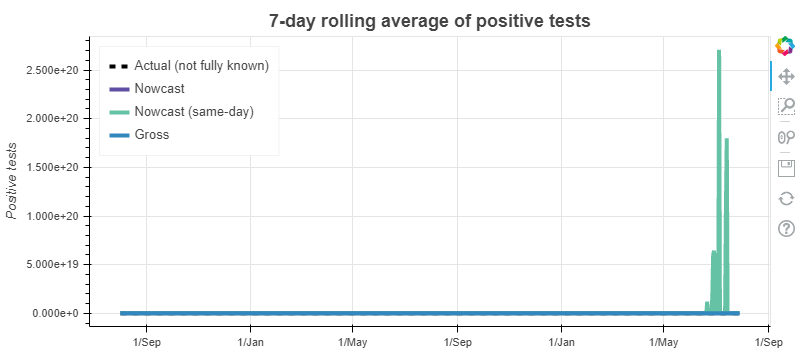 7-day rolling average of positive tests
Actual (not fully known)
Nowcast
Nowcast (same-day)
Gross
Positive tests
2.500e+20
2.000e+20
1.500e+20
1.000e+20
5.000e+19
0.000e+0
1/Sep 1/Jan 1/May 1/Sep 1/Jan 1/May 1/Sep